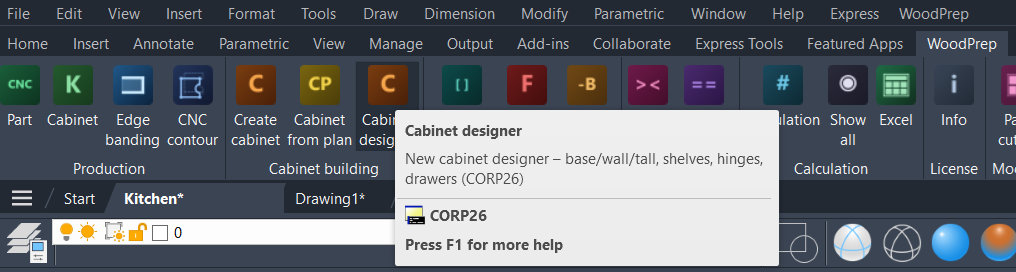 File Edit View Insert Format Tools Draw Dimension Modify Parametric Window Help Express WoodPrep
Home Insert Annotate Parametric View Manage Output Add-ins Collaborate Express Tools Featured Apps WoodPrep
CNC K C CP C [ ] F -B >< == # i
Part Cabinet Edge banding CNC contour Create cabinet Cabinet from plan Show all Excel Info
Production Cabinet building Calculation License
Cabinet designer
New cabinet designer – base/wall/tall, shelves, hinges,
drawers (CORP26)
CORP26
Press F1 for more help
Start Kitchen* Drawing1*
0